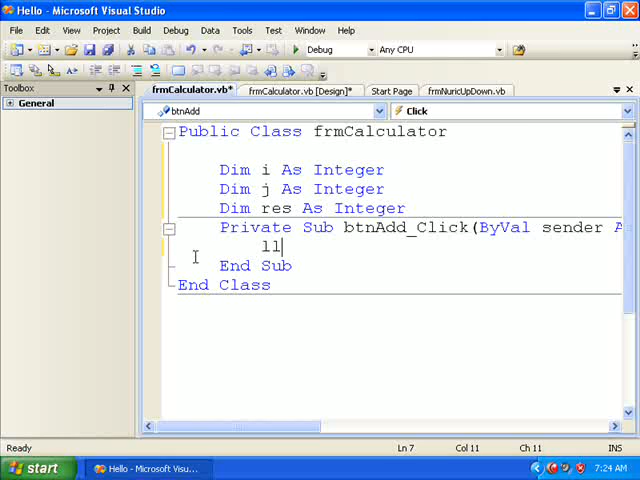 Hello - Microsoft Visual Studio
File Edit View Project Build Debug Data Tools Test Window Help
Debug Any CPU
Toolbox
General
frmCalculator.vb* frmCalculator.vb [Design]* Start Page frmNuricUpDown.vb
btnAdd Click
Public Class frmCalculator
Dim i As Integer
Dim j As Integer
Dim res As Integer
Private Sub btnAdd_Click(ByVal sender A
ll
End Sub
End Class
Ready Ln 7 Col 11 Ch 11 INS
start Hello - Microsoft Visu... 7:24 AM